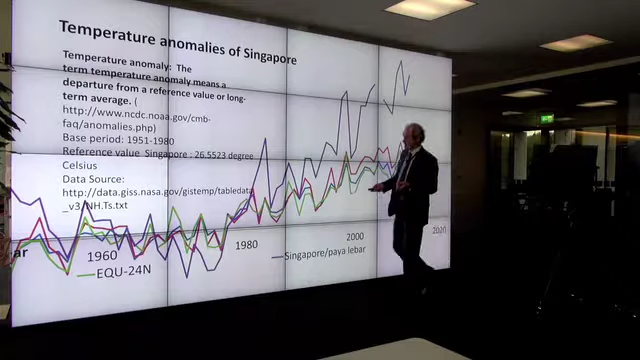 Temperature anomalies of Singapore
Temperature anomaly: The
term temperature anomaly means a
departure from a reference value or long-
term average. (
http://www.ncdc.noaa.gov/cmb-
faq/anomalies.php)
Base period: 1951-1980
Reference value Singapore : 26.5523 degree
Celsius
Data Source:
http://data.giss.nasa.gov/gistemp/tabledata
_v3/NH.Ts.txt
ar
1960
1980
2000
2020
EQU-24N
Singapore/paya lebar